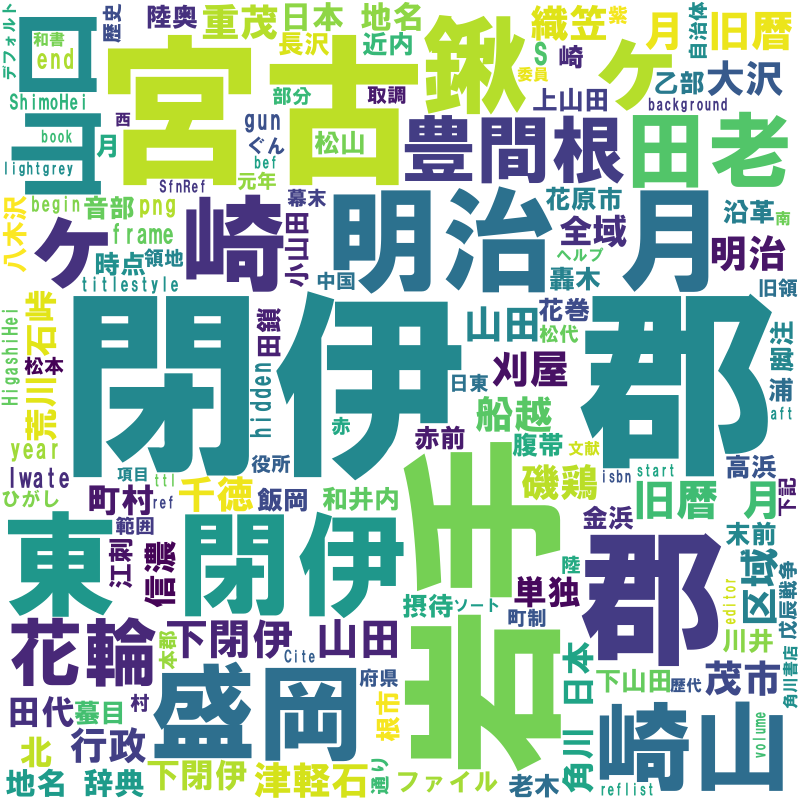 デフォルト
和書
歴史
陸奥
重茂
日本 地名
織笠
紫
月
旧暦
自治体
end
ShimoHei
山田
宮古
長沢
近内
鍬
S
崎
ケ
乙部
大沢
委員
部分
取調
上山田
background
book
西
gun
ぐん
松山
豊間根
田老
lightgrey
月
SfnRef
bef
元年
八木沢
begin
音部
png
frame
幕末
小山田
崎
ケ
明治
月
花原市
全域
沿革
南
明治
ヘルプ
旧領
時点
領地
titlestyle
中国
轟木
HigashiHei
石峠
荒川
松本
閉伊
郡
田鎖
hidden
山田
花巻
松代
刈屋
日東
脚注
浦
aft
year
Iwate
ひがし
赤
船越
赤前
腹帯
文献
役所
項目
ttl
ref
町村
千徳
飯岡
和井内
磯鶏
isbn
start
旧暦
月
高浜
下記
範囲
江刺
信濃
東
閉伊
岩手
金浜
末前
陸
単独
郡
区域
editor
戊辰戦争
摂待
ソート
町制
川井
花輪
下閉伊
山田
本郡
Cite
盛岡
府県
日本
下山田
歴代
茂市
角川書店
田代
墓目
村
根市
北
行政
下閉伊
津軽石
通り
ファイル
老木
角川
崎山
volume
地名 辞典
reflist